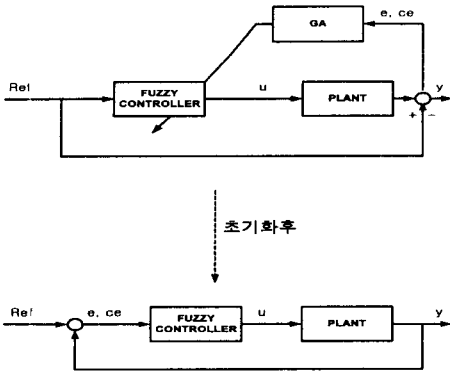 GA
e, ce
Ref
FUZZY
CONTROLLER
u
PLANT
y
+ −
초기화후
Ref
e, ce
FUZZY
CONTROLLER
u
PLANT
y